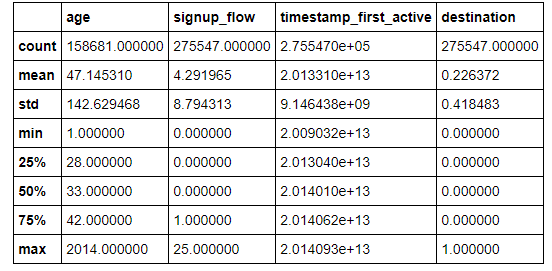 age signup_flow timestamp_first_active destination
count 158681.000000 275547.000000 2.755470e+05 275547.000000
mean 47.145310 4.291965 2.013310e+13 0.226372
std 142.629468 8.794313 9.146438e+09 0.418483
min 1.000000 0.000000 2.009032e+13 0.000000
25% 28.000000 0.000000 2.013040e+13 0.000000
50% 33.000000 0.000000 2.014010e+13 0.000000
75% 42.000000 1.000000 2.014062e+13 0.000000
max 2014.000000 25.000000 2.014093e+13 1.000000